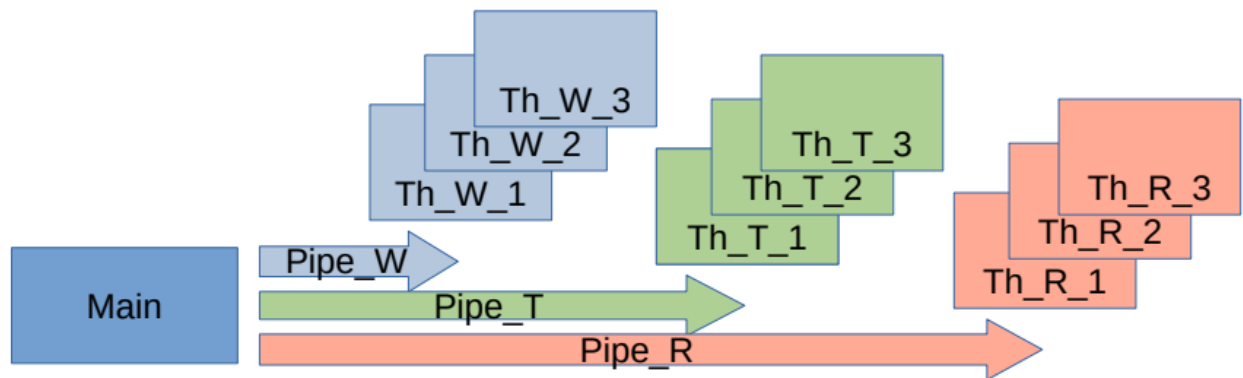 Th_W_3
Th_W_2
Th_W_1
Th_T_3
Th_T_2
Th_T_1
Th_R_3
Th_R_2
Th_R_1
Main
Pipe_W
Pipe_T
Pipe_R